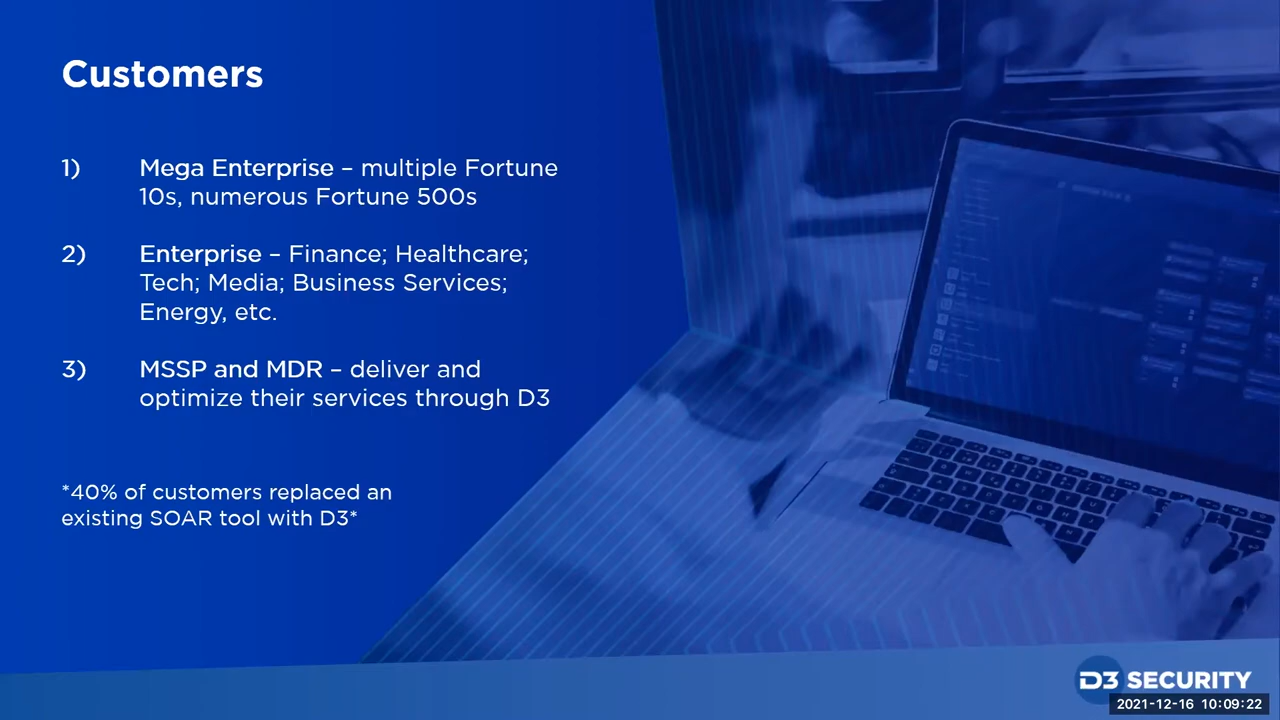 Customers
1) Mega Enterprise – multiple Fortune
10s, numerous Fortune 500s
2) Enterprise – Finance; Healthcare;
Tech; Media; Business Services;
Energy, etc.
3) MSSP and MDR – deliver and
optimize their services through D3
*40% of customers replaced an
existing SOAR tool with D3*
D3 SECURITY
2021-12-16 10:09:22